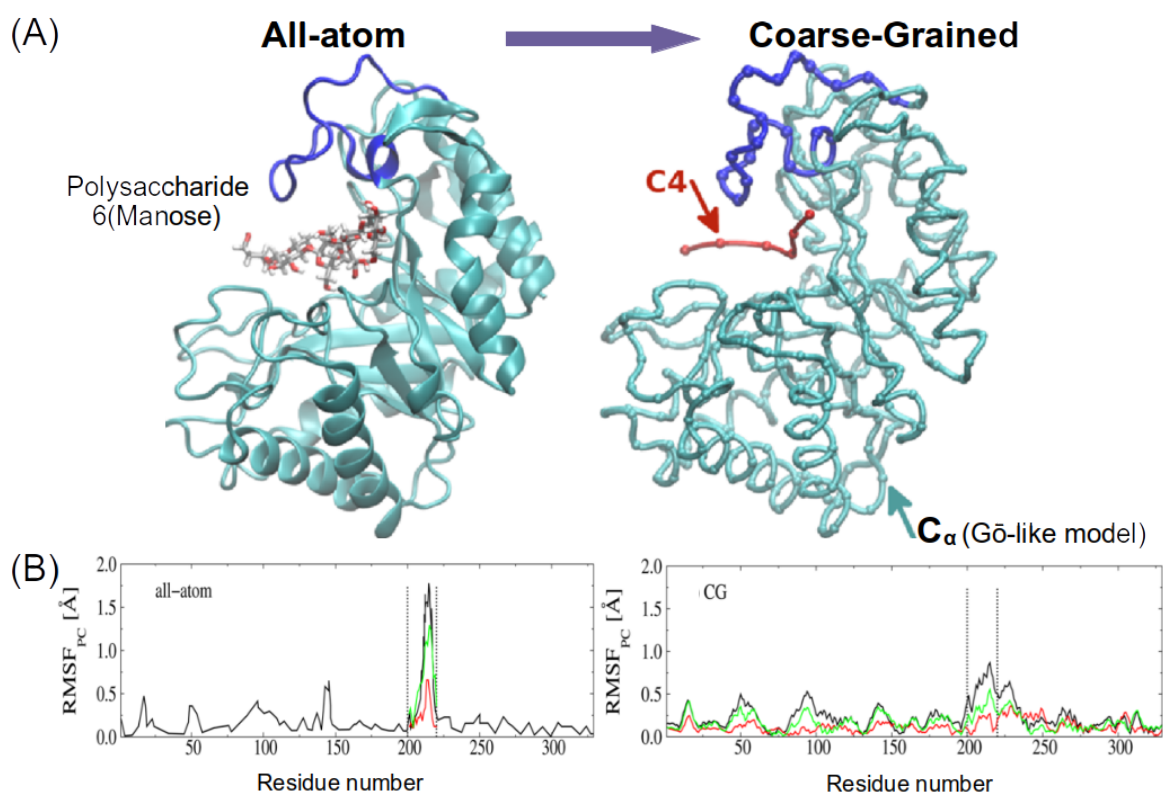 (A)
All-atom
Coarse-Grained
Polysaccharide
6(Manose)
C4
Cα (Gō-like model)
(B)
2.0
1.5
1.0
0.5
0.0
RMSFPC [Å]
all-atom
50 100 150 200 250 300
Residue number
2.0
1.5
1.0
0.5
0.0
RMSFPC [Å]
CG
50 100 150 200 250 300
Residue number